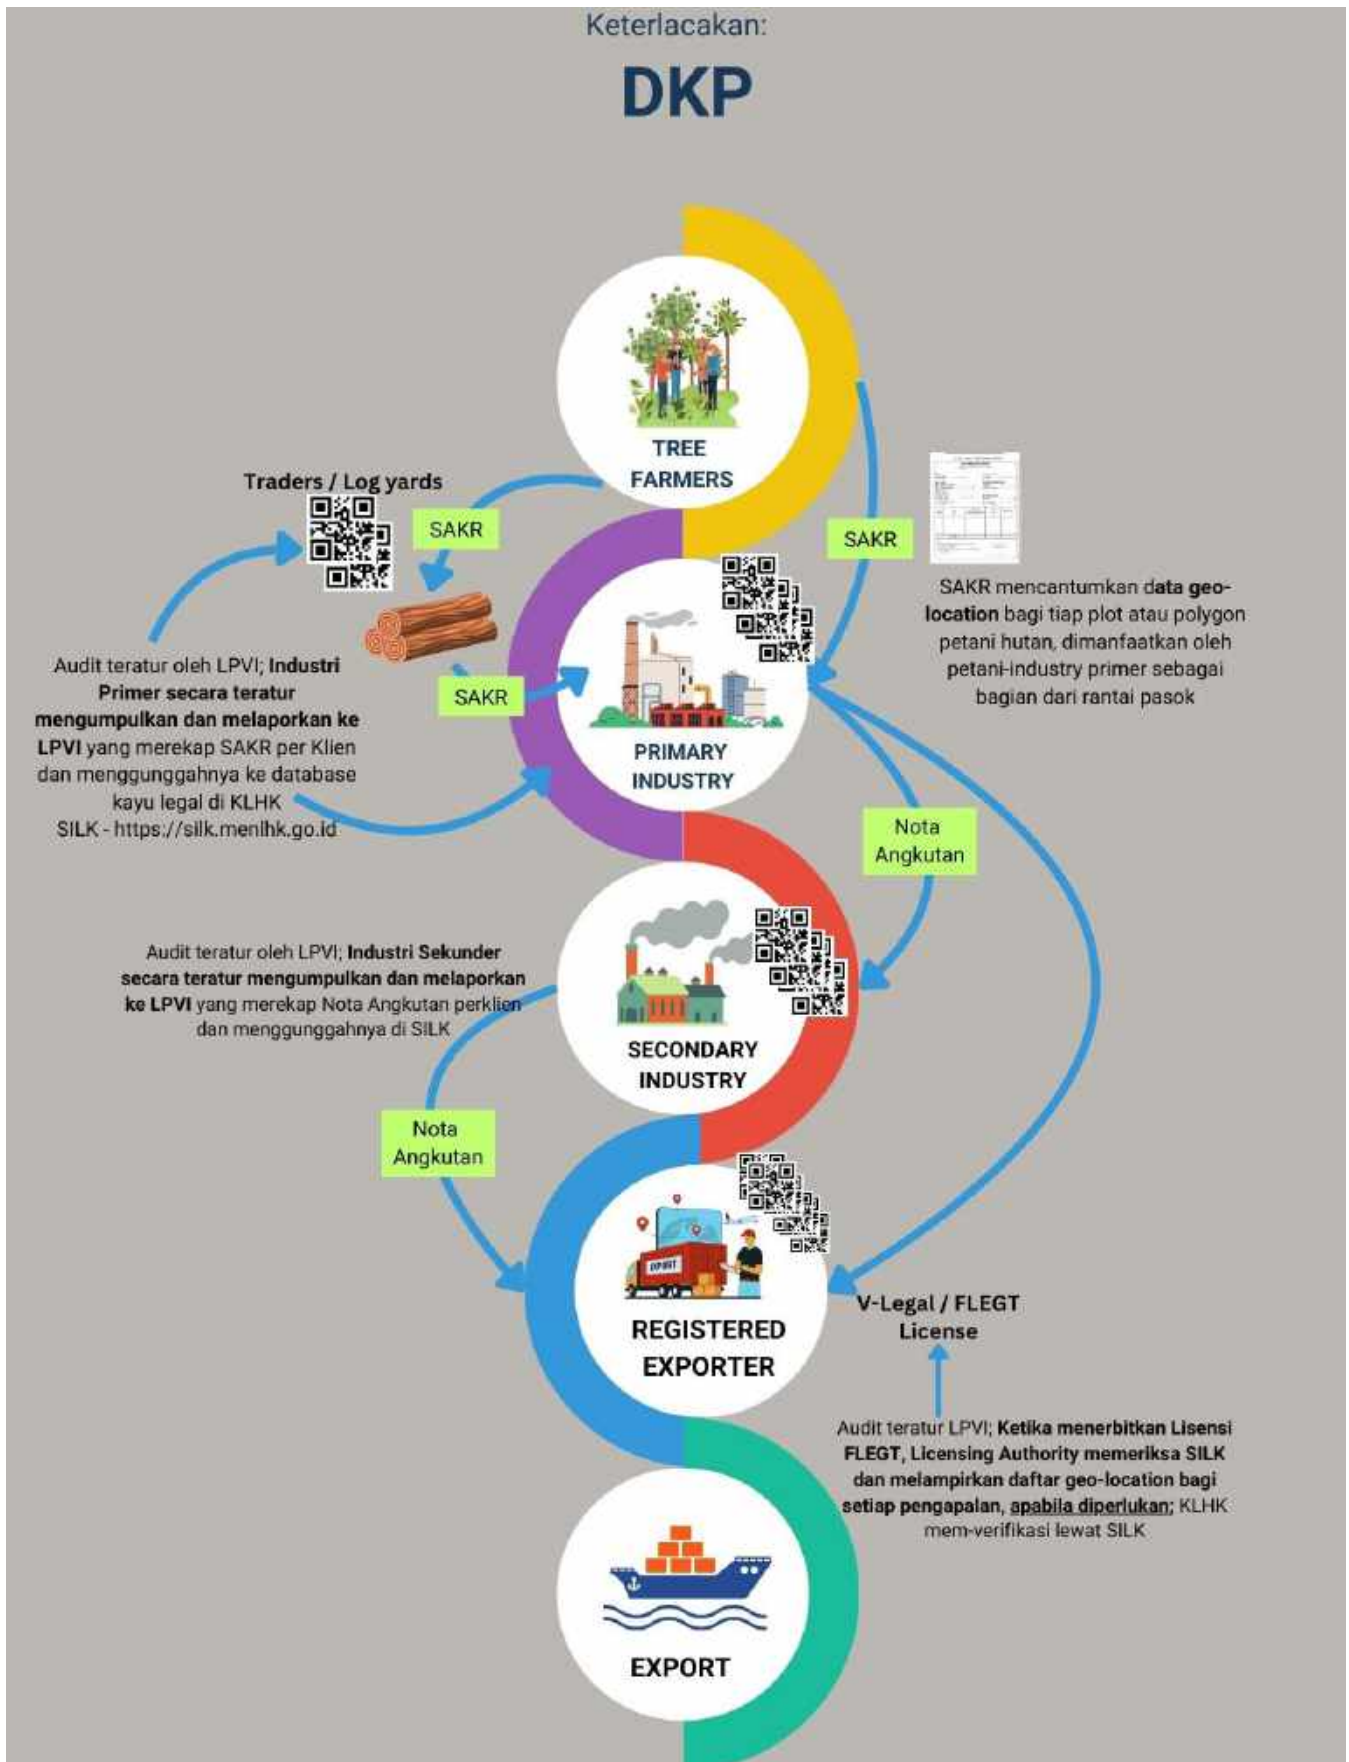 Keterlacakan:
DKP
TREE
FARMERS
Traders / Log yards
SAKR
SAKR
SAKR mencantumkan data geo-
location bagi tiap plot atau polygon
petani hutan, dimanfaatkan oleh
petani-industry primer sebagai
bagian dari rantai pasok
Audit teratur oleh LPVI; Industri
Primer secara teratur
mengumpulkan dan melaporkan ke
LPVI yang merekap SAKR per Klien
dan menggunggahnya ke database
kayu legal di KLHK
SILK - https://silk.menlhk.go.id
SAKR
PRIMARY
INDUSTRY
Nota
Angkutan
Audit teratur oleh LPVI; Industri Sekunder
secara teratur mengumpulkan dan melaporkan
ke LPVI yang merekap Nota Angkutan perklien
dan menggunggahnya di SILK
SECONDARY
INDUSTRY
Nota
Angkutan
EXPORT
REGISTERED
EXPORTER
V-Legal / FLEGT
License
Audit teratur LPVI; Ketika menerbitkan Lisensi
FLEGT, Licensing Authority memeriksa SILK
dan melampirkan daftar geo-location bagi
setiap pengapalan, apabila diperlukan; KLHK
mem-verifikasi lewat SILK
EXPORT